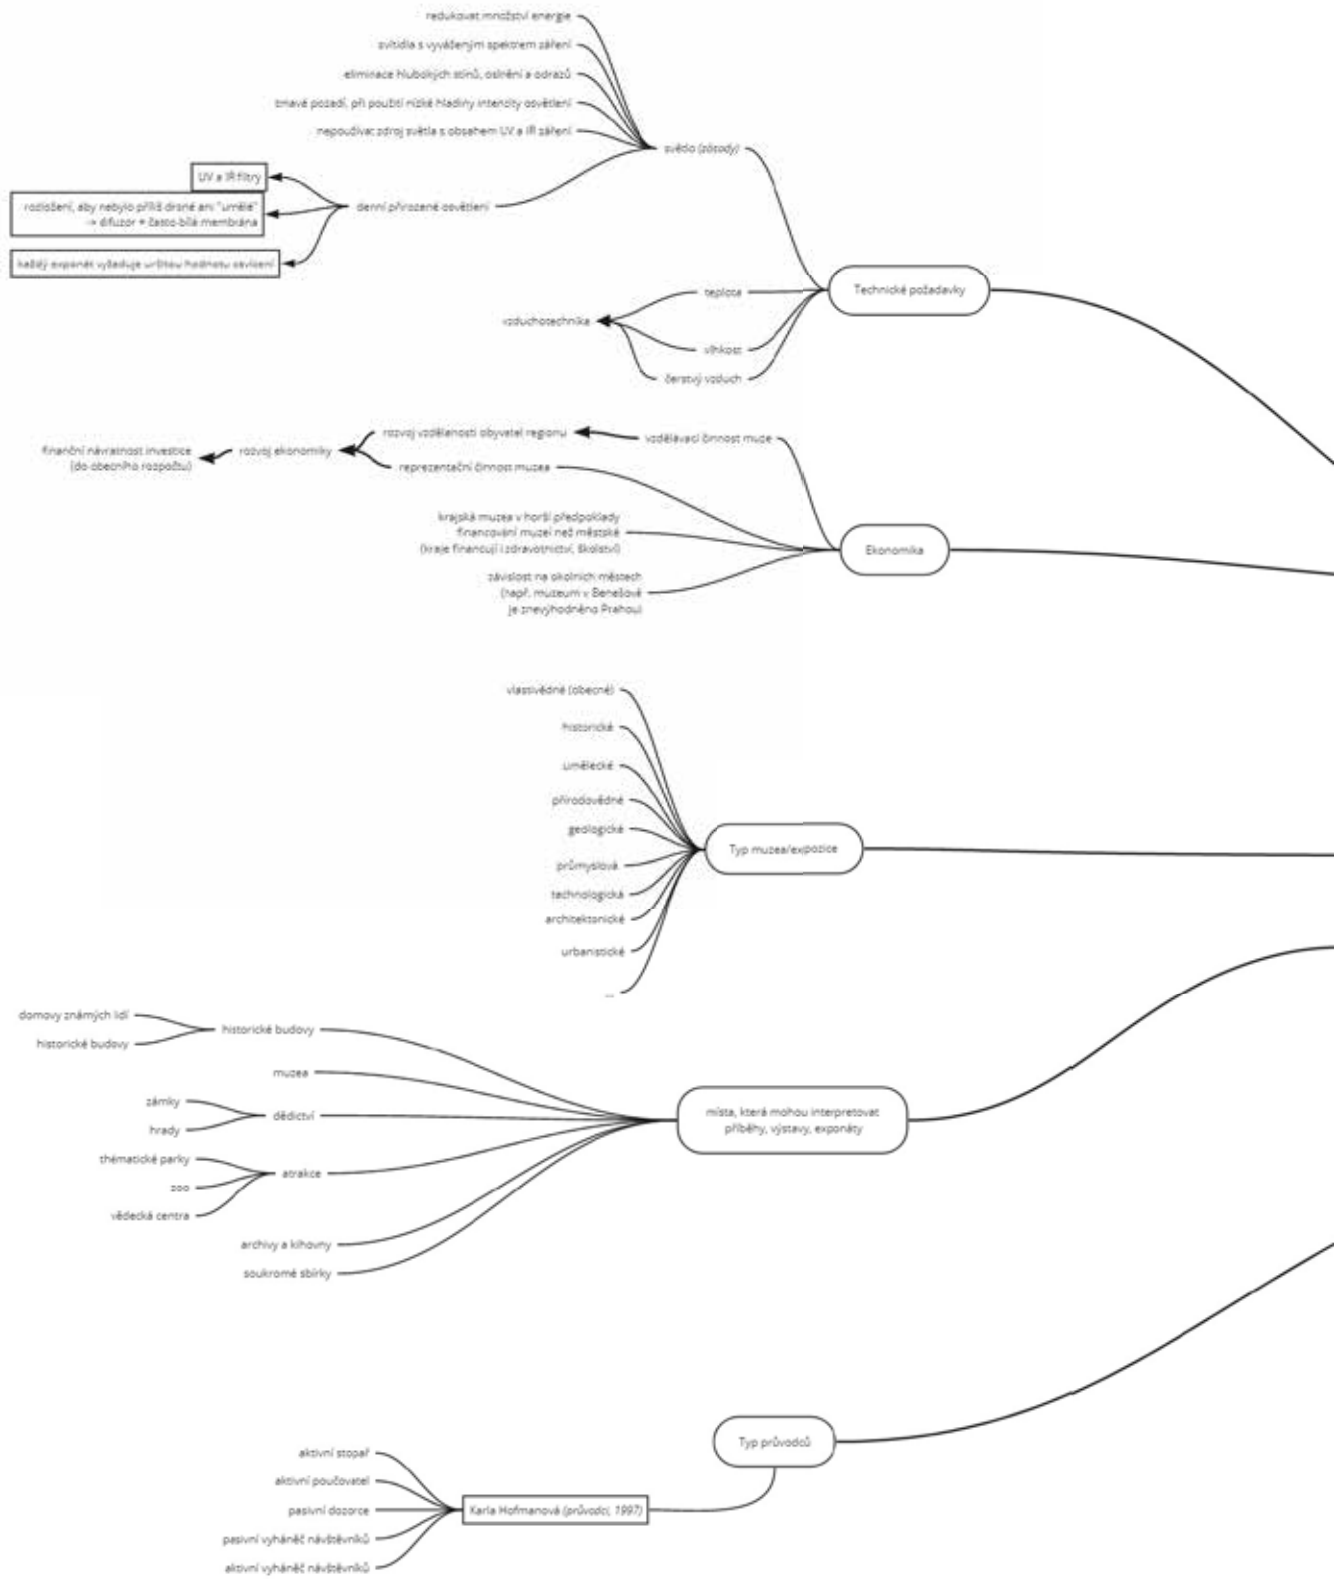 redukovat množství energie
svítidla s vyváženým spektrem záření
eliminace hlubokých stínů, oslnění a odrazů
tmavé pozadí, při použití nízké hladiny intenzity osvětlení
nepoužívat zdroj světla s obsahem UV a IR záření
světlo (zásady)
UV a IR filtry
rozložení, aby nebylo příliš drsné ani "umělé"
-> difuzor = často bílá membrána
každý exponát vyžaduje určitou hodnotu osvícení
denní přirozené osvětlení
Technické požadavky
teplota
vzduchotechnika
vlhkost
čerstvý vzduch
rozvoj vzdělanosti obyvatel regionu
vzdělávací činnost muze
finanční návratnost investice
(do obecního rozpočtu)
rozvoj ekonomiky
reprezentační činnost muzea
krajská muzea v horší předpoklady
financování muzeí než městské
(kraje financují i zdravotnictví, školství)
Ekonomika
závislost na okolních městech
(např. muzeum v Benešově
je znevýhodněno Prahou)
vlastivědné (obecné)
historické
umělecké
přírodovědné
geologické
průmyslová
technologická
architektonické
urbanistické
...
Typ muzea/expozice
domovy známých lidí
historické budovy
historické budovy
muzea
zámky
hrady
dědictví
místa, která mohou interpretovat
příběhy, výstavy, exponáty
thématické parky
zoo
vědecká centra
atrakce
archivy a kihovny
soukromé sbírky
Typ průvodců
aktivní stopař
aktivní poučovatel
pasivní dozorce
pasivní vyháněč návštěvníků
aktivní vyháněč návštěvníků
Karla Hofmanová (průvodci, 1997)